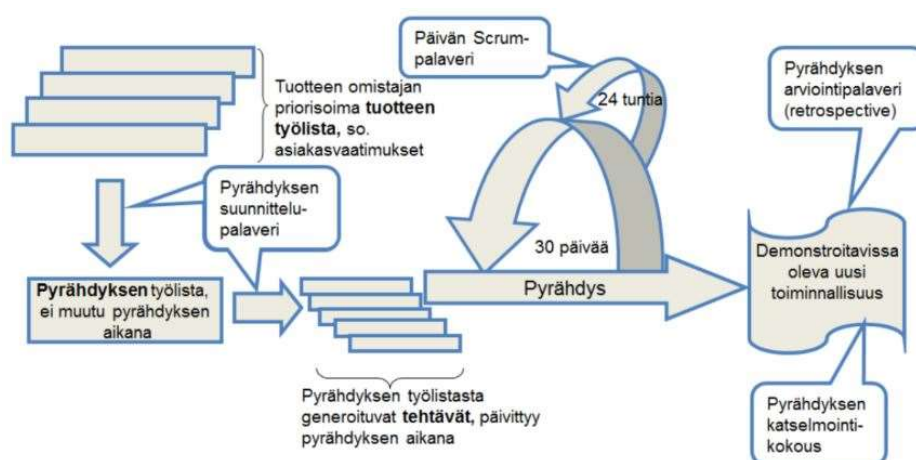 Tuotteen omistajan
priorisoima tuotteen
työlista, so.
asiakasvaatimukset
Päivän Scrum-
palaveri
24 tuntia
30 päivää
Pyrähdyksen
arviointipalaveri
(retrospective)
Pyrähdyksen
suunnittelu-
palaveri
Pyrähdyksen työlista,
ei muutu pyrähdyksen
aikana
Pyrähdys
Demonstroitavissa
oleva uusi
toiminnallisuus
Pyrähdyksen työlistasta
generoituvat tehtävät, päivittyy
pyrähdyksen aikana
Pyrähdyksen
katselmointi-
kokous